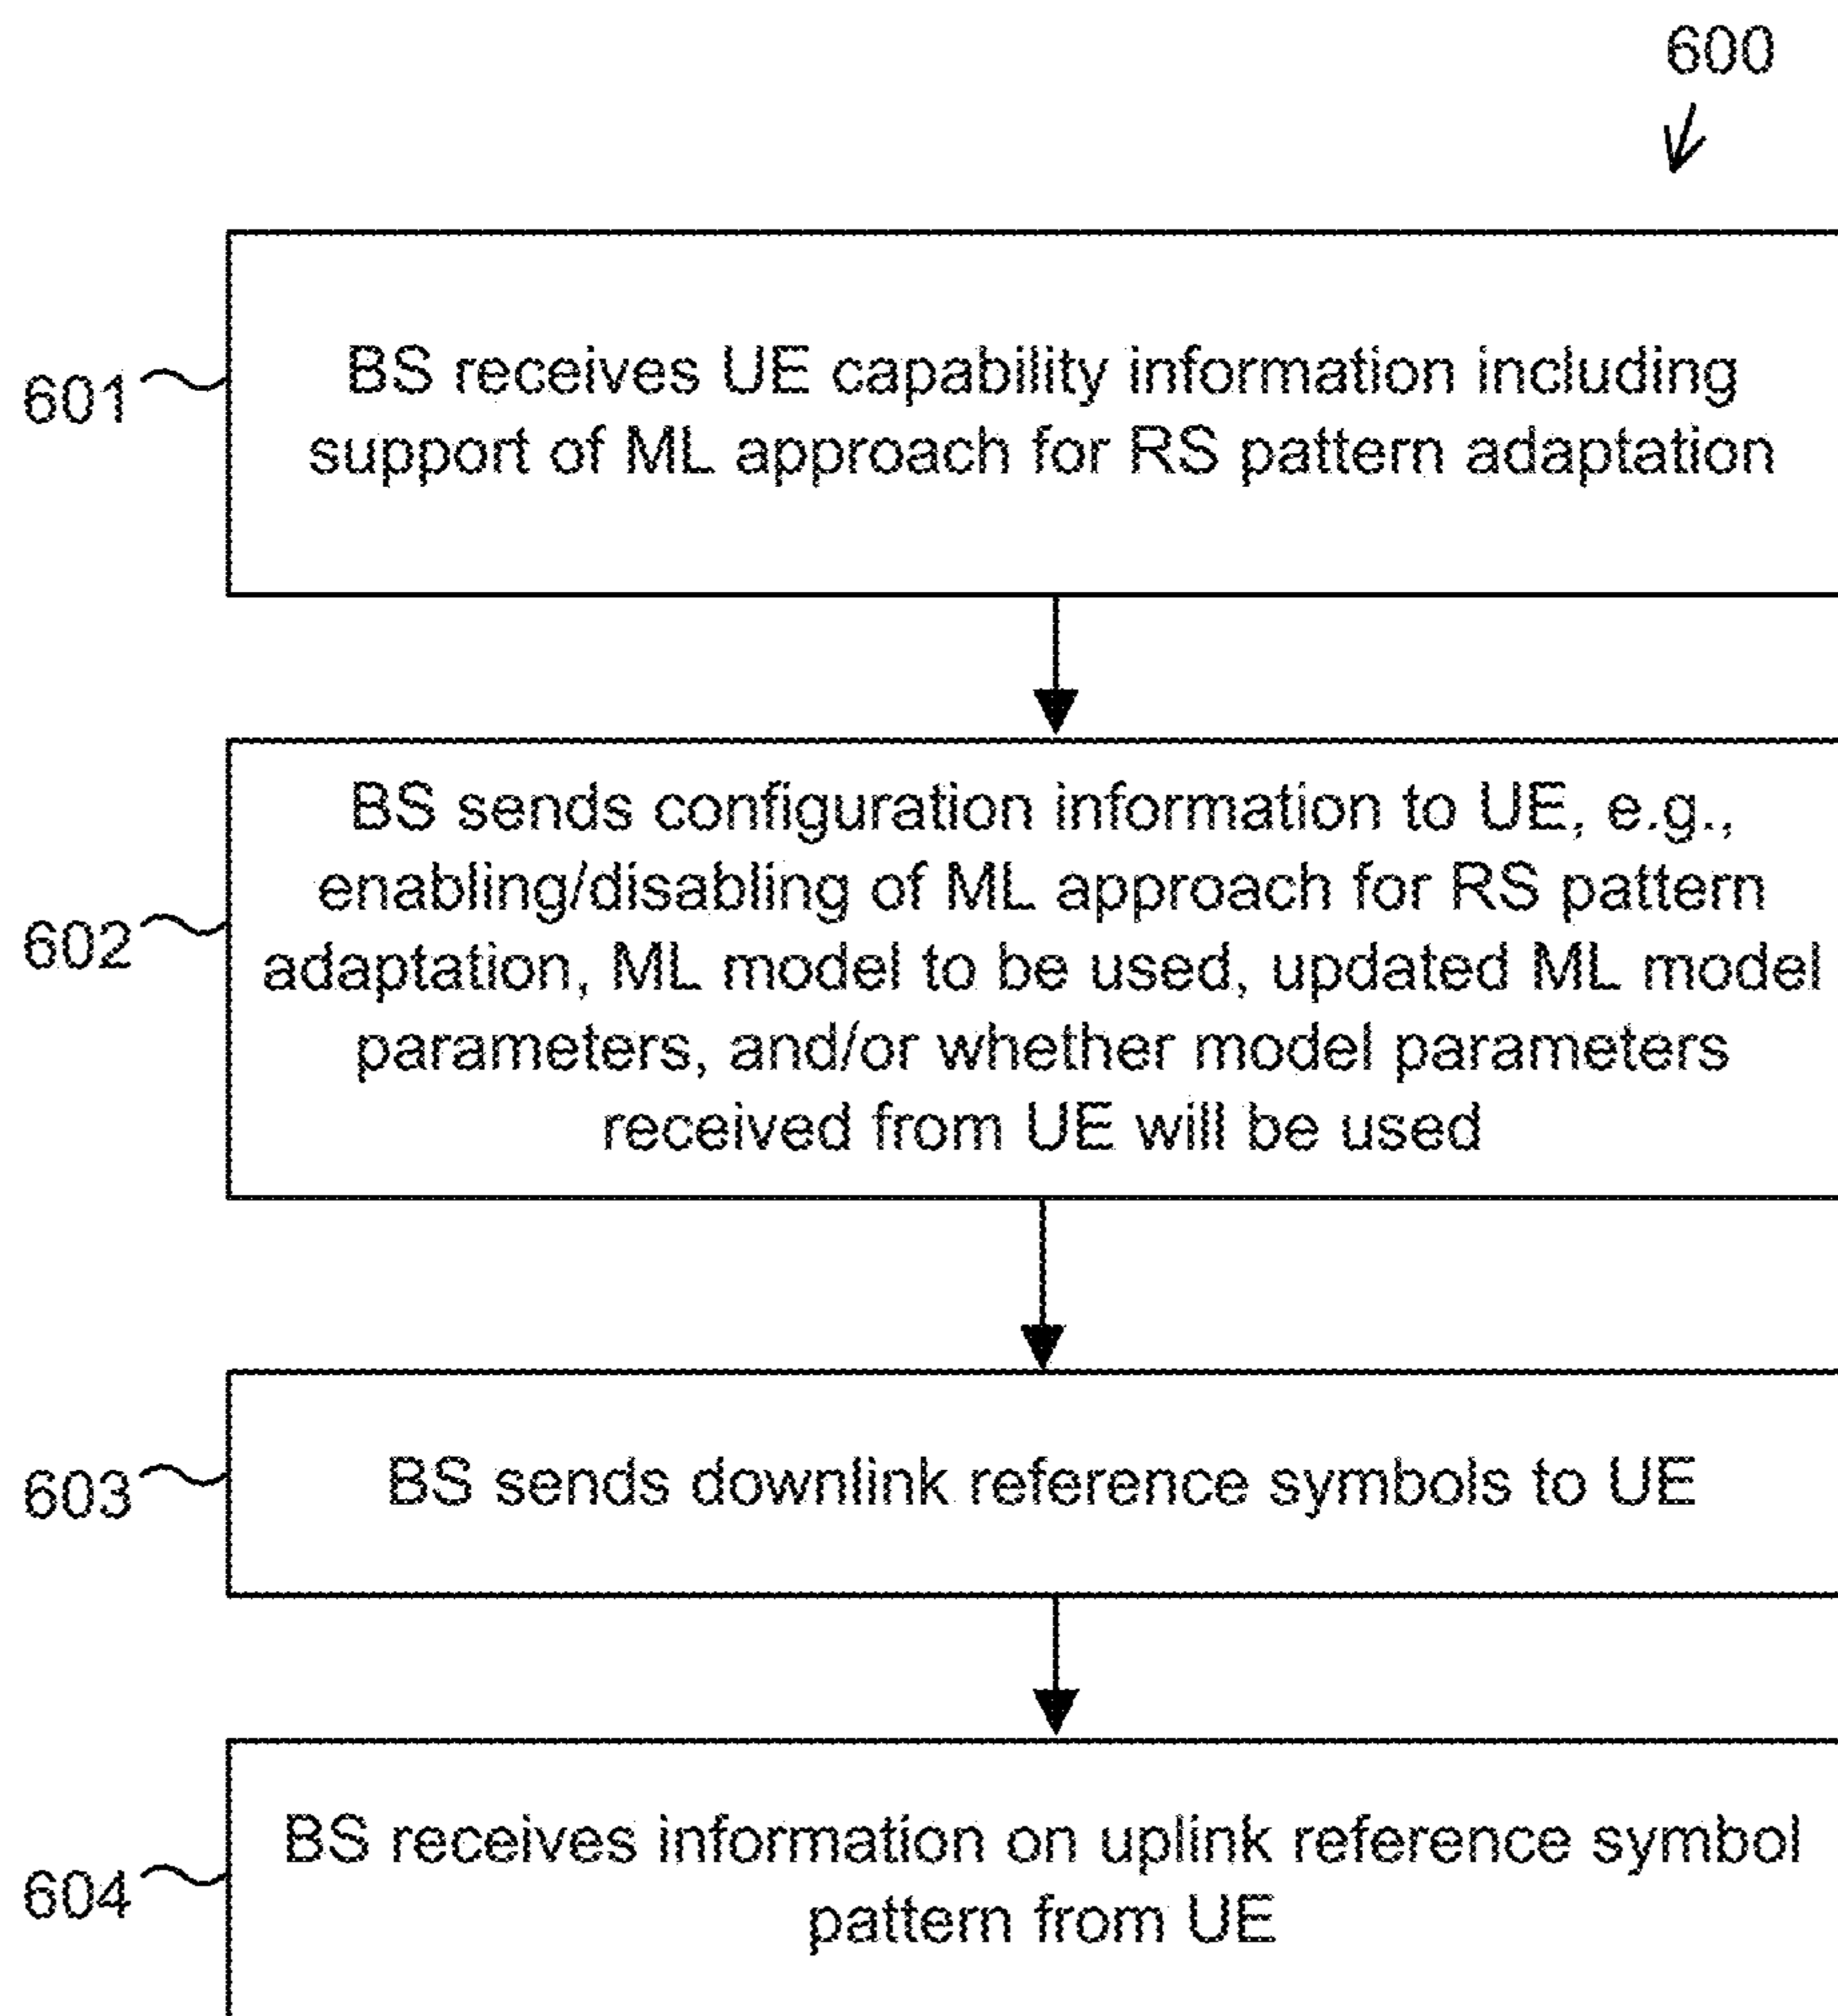 600
601
BS receives UE capability information including
support of ML approach for RS pattern adaptation
602
BS sends configuration information to UE, e.g.,
enabling/disabling of ML approach for RS pattern
adaptation, ML model to be used, updated ML model
parameters, and/or whether model parameters
received from UE will be used
603
BS sends downlink reference symbols to UE
604
BS receives information on uplink reference symbol
pattern from UE